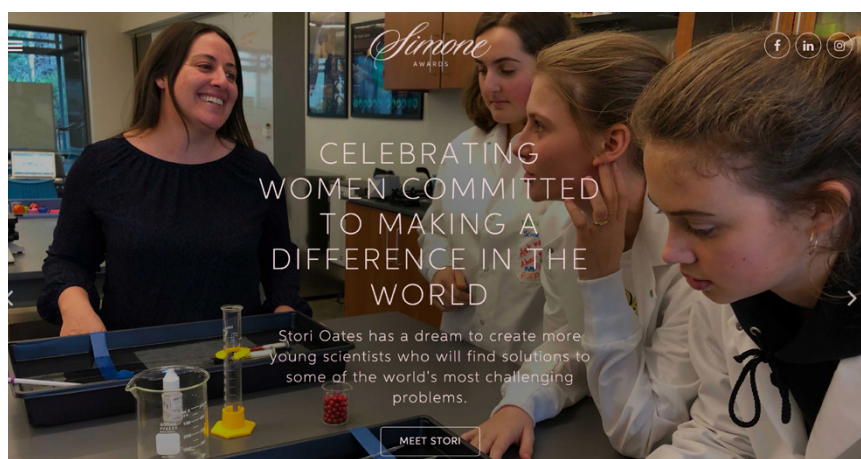 Simone
AWARDS
CELEBRATING
WOMEN COMMITTED
TO MAKING A
DIFFERENCE IN THE
WORLD
Stori Oates has a dream to create more
young scientists who will find solutions to
some of the world's most challenging
problems.
MEET STORI